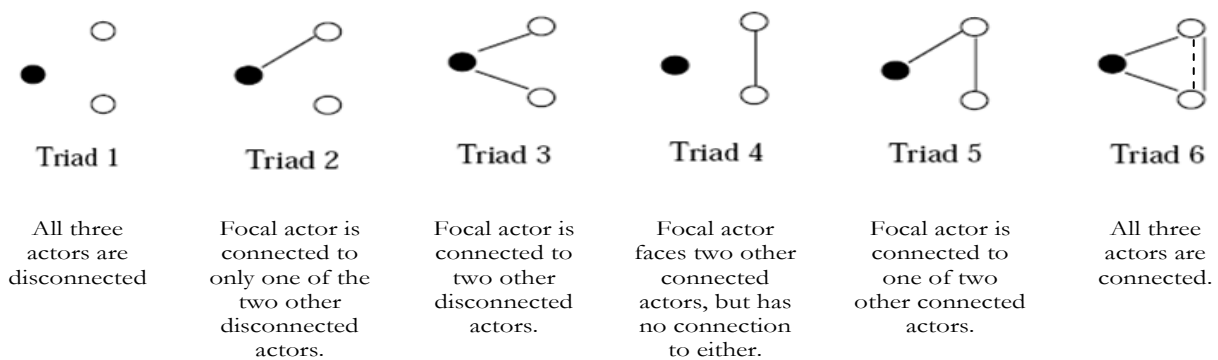 Triad 1
Triad 2
Triad 3
Triad 4
Triad 5
Triad 6
All three
actors are
disconnected
Focal actor is
connected to
only one of the
two other
disconnected
actors.
Focal actor is
connected to
two other
disconnected
actors.
Focal actor
faces two other
connected
actors, but has
no connection
to either.
Focal actor is
connected to
one of two
other connected
actors.
All three
actors are
connected.